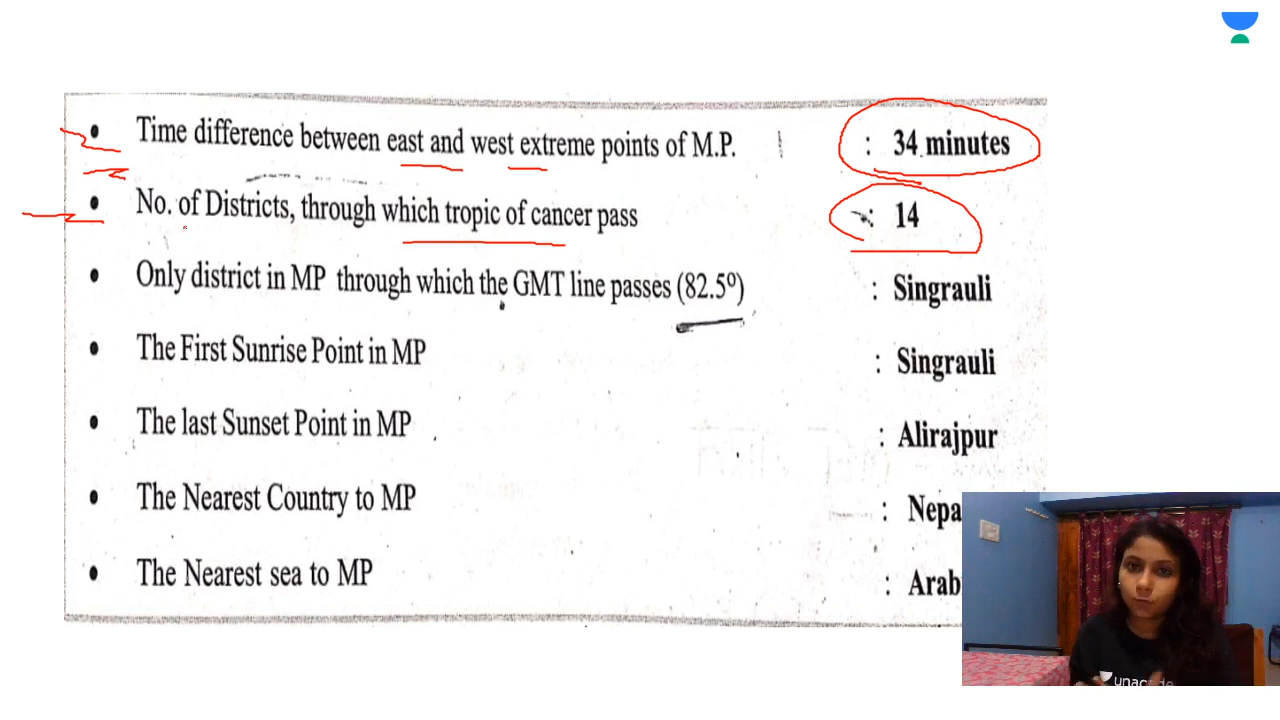 • Time difference between east and west extreme points of M.P. : 34 minutes
• No. of Districts, through which tropic of cancer pass : 14
• Only district in MP through which the GMT line passes (82.5⁰) : Singrauli
• The First Sunrise Point in MP : Singrauli
• The last Sunset Point in MP : Alirajpur
• The Nearest Country to MP : Nepa
• The Nearest sea to MP : Arab